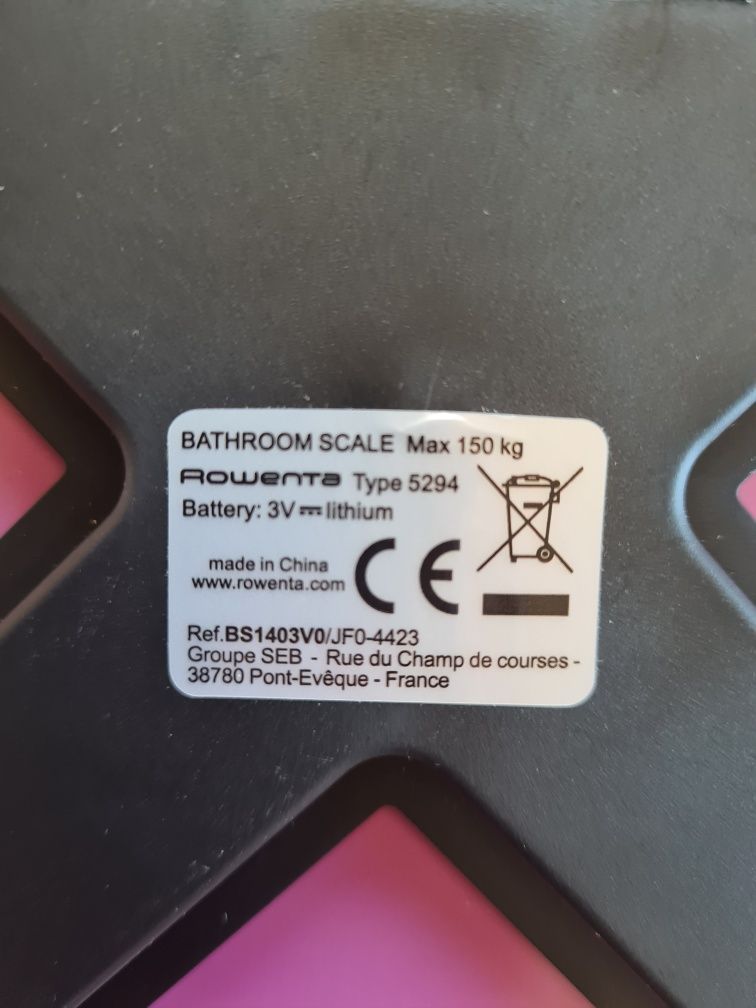 BATHROOM SCALE Max 150 kg
Rowenta Type 5294
Battery: 3V ⎓ lithium
made in China
www.rowenta.com
CE
Ref.BS1403V0/JF0-4423
Groupe SEB - Rue du Champ de courses -
38780 Pont-Evêque - France